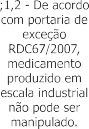 ;1,2 - De acordo
com portaria de
exceção
RDC67/2007,
medicamento
produzido em
escala industrial
não pode ser
manipulado.